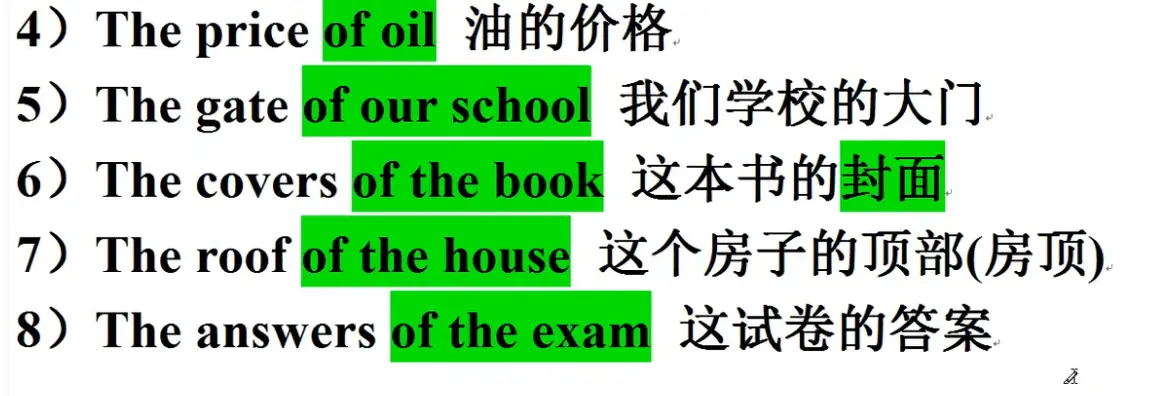 4）The price of oil 油的价格
5）The gate of our school 我们学校的大门
6）The covers of the book 这本书的封面
7）The roof of the house 这个房子的顶部(房顶)
8）The answers of the exam 这试卷的答案